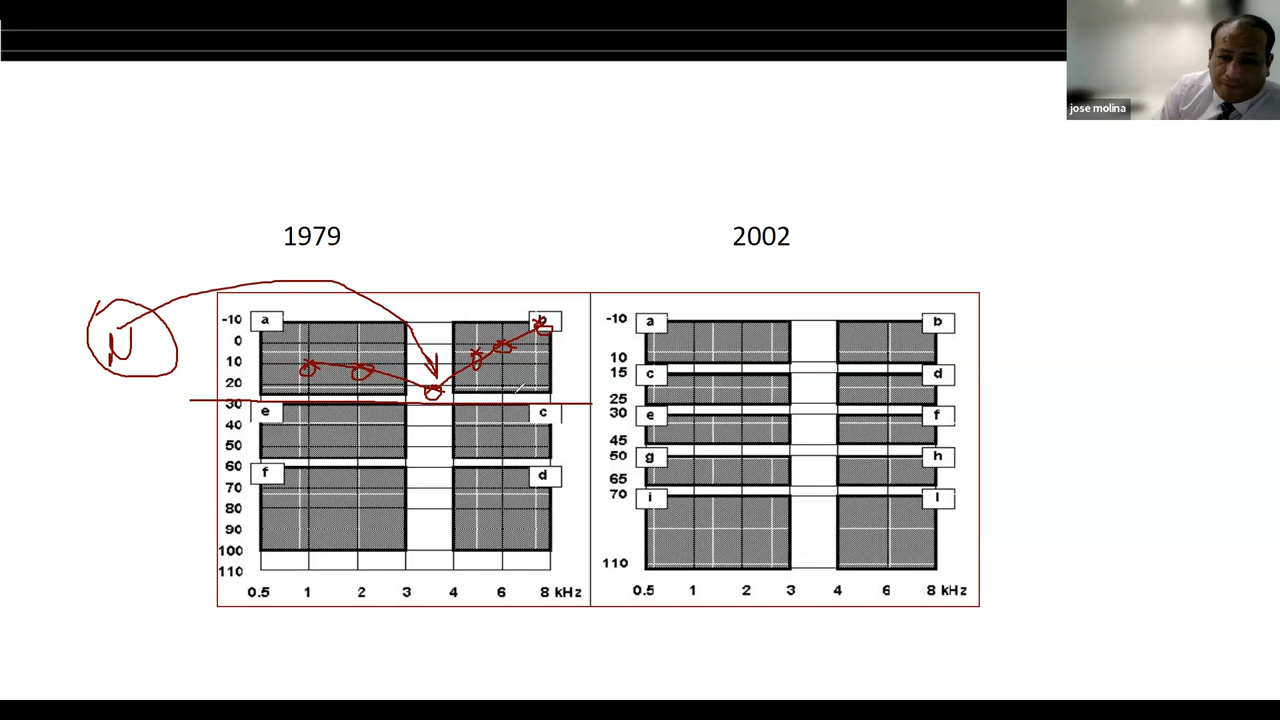 jose molina
1979
2002
N
a
b
-10
0
10
20
30
40
50
60
70
80
90
100
110
e
c
f
d
0.5 1 2 3 4 6 8 kHz
a
b
-10
10
c
d
15
25
e
f
30
45
g
h
50
65
i
l
70
110
0.5 1 2 3 4 6 8 kHz